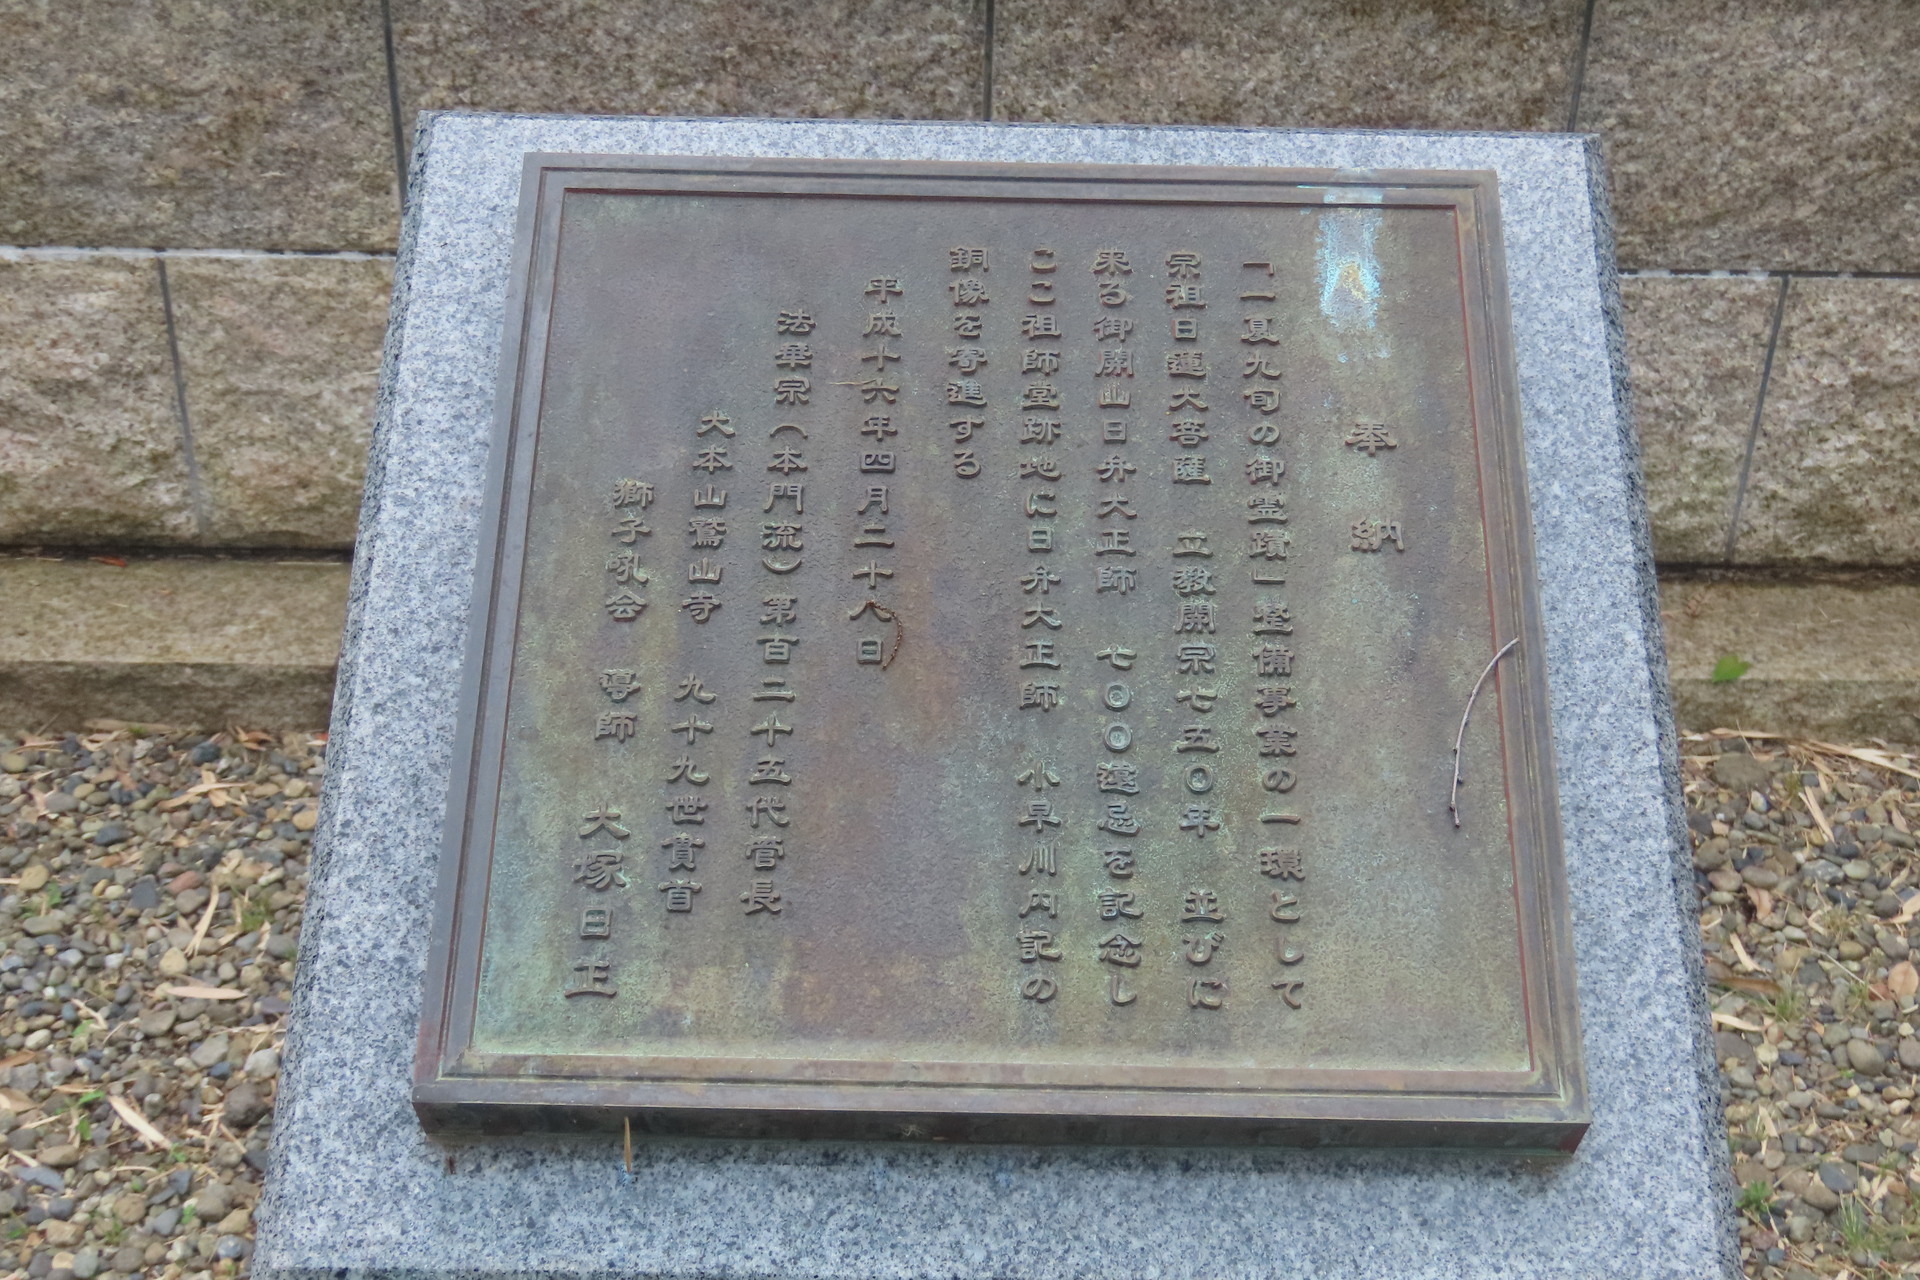 奉納
「一夏九旬の御霊蹟」整備事業の一環として
宗祖日蓮大菩薩 立教開宗七五〇年 並びに
来る御開山日弁大正師 七〇〇遠忌を記念し
ここ祖師堂跡地に日弁大正師 小早川内記の
銅像を寄進する
平成十六年四月二十八日
法華宗（本門流）第百二十五代管長
大本山鷲山寺 九十九世貫首
獅子吼会 導師 大塚日正